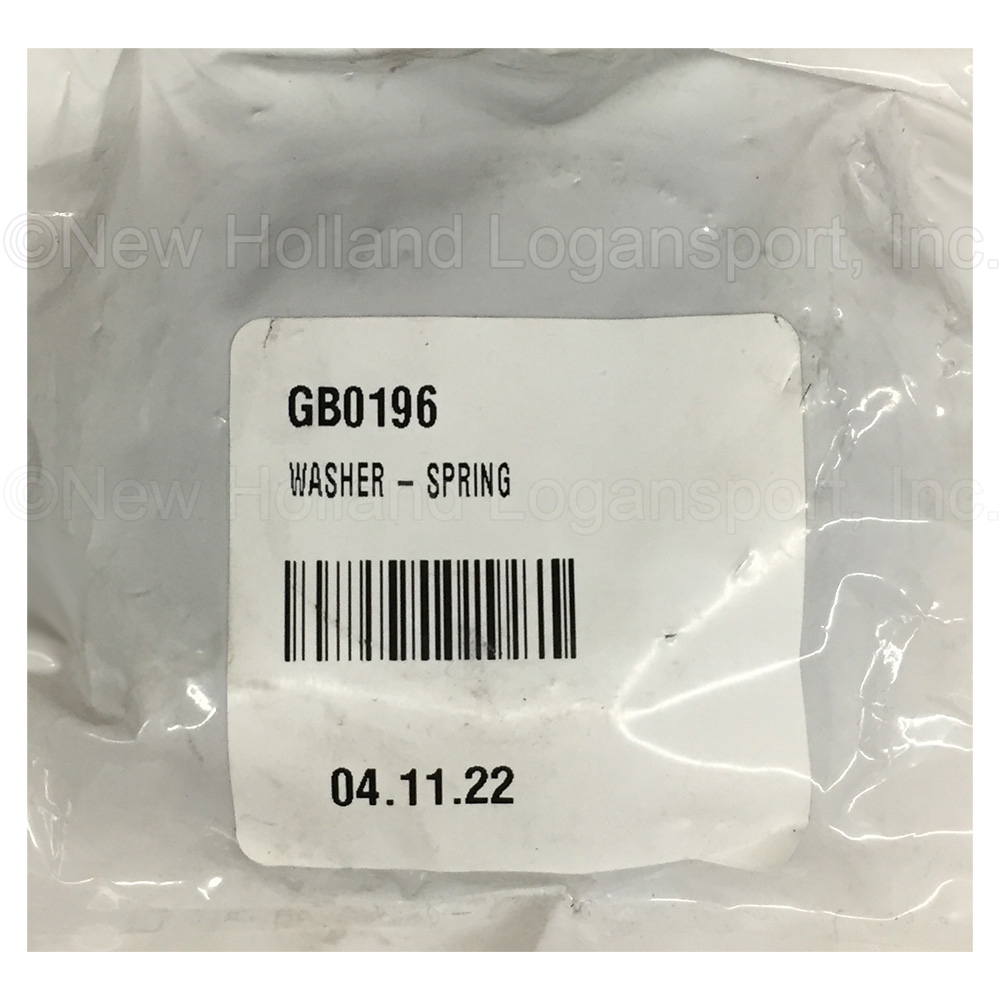 ©New Holland Logansport, Inc.
GB0196
WASHER – SPRING
©New Holland Logansport, Inc.
04.11.22